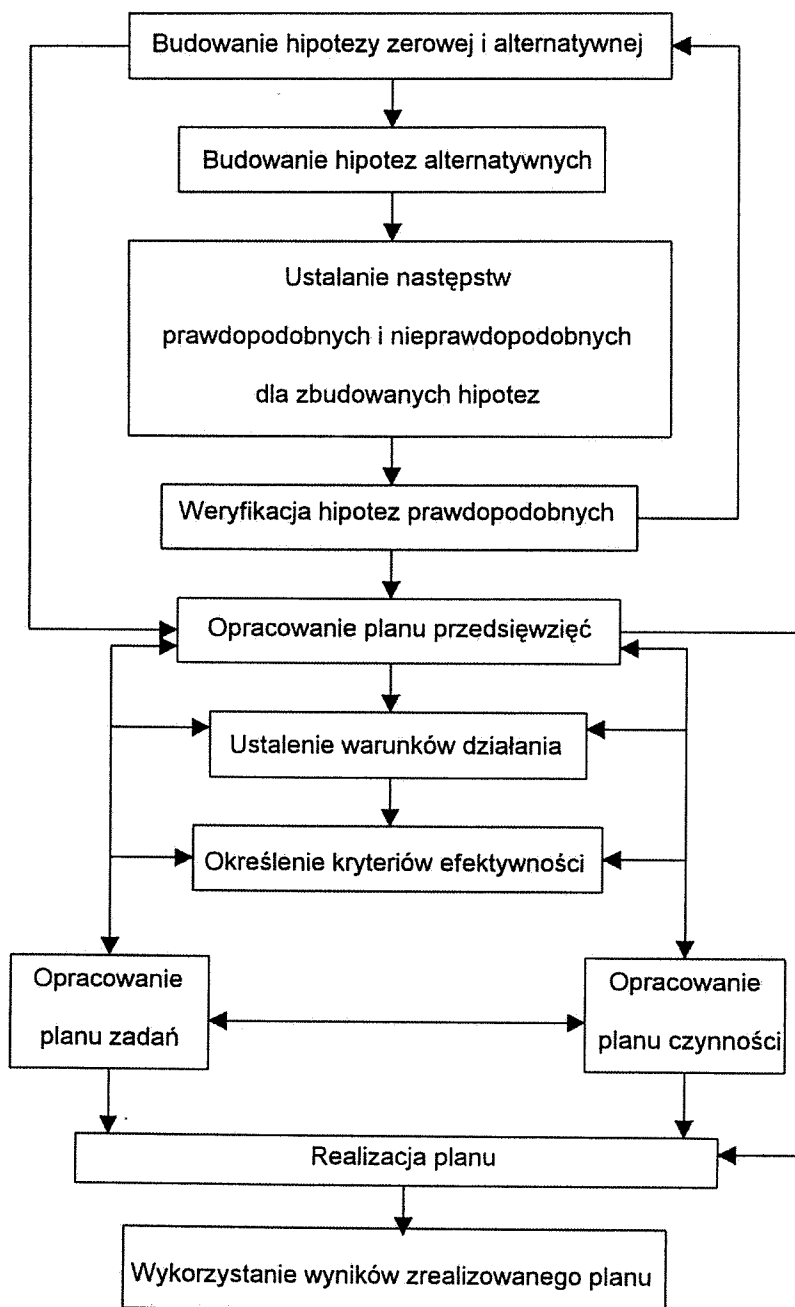 Budowanie hipotezy zerowej i alternatywnej
Budowanie hipotez alternatywnych
Ustalanie następstw
prawdopodobnych i nieprawdopodobnych
dla zbudowanych hipotez
Weryfikacja hipotez prawdopodobnych
Opracowanie planu przedsięwzięć
Ustalenie warunków działania
Określenie kryteriów efektywności
Opracowanie
planu zadań
Opracowanie
planu czynności
Realizacja planu
Wykorzystanie wyników zrealizowanego planu